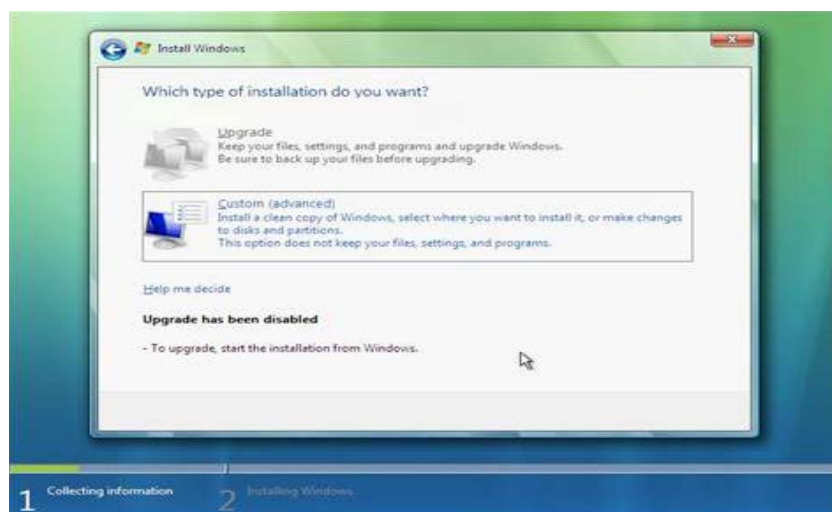 Install Windows
Which type of installation do you want?
Upgrade
Keep your files, settings, and programs and upgrade Windows.
Be sure to back up your files before upgrading.
Custom (advanced)
Install a clean copy of Windows, select where you want to install it, or make changes
to disks and partitions.
This option does not keep your files, settings, and programs.
Help me decide
Upgrade has been disabled
- To upgrade, start the installation from Windows.
1 Collecting information
2 Installing Windows